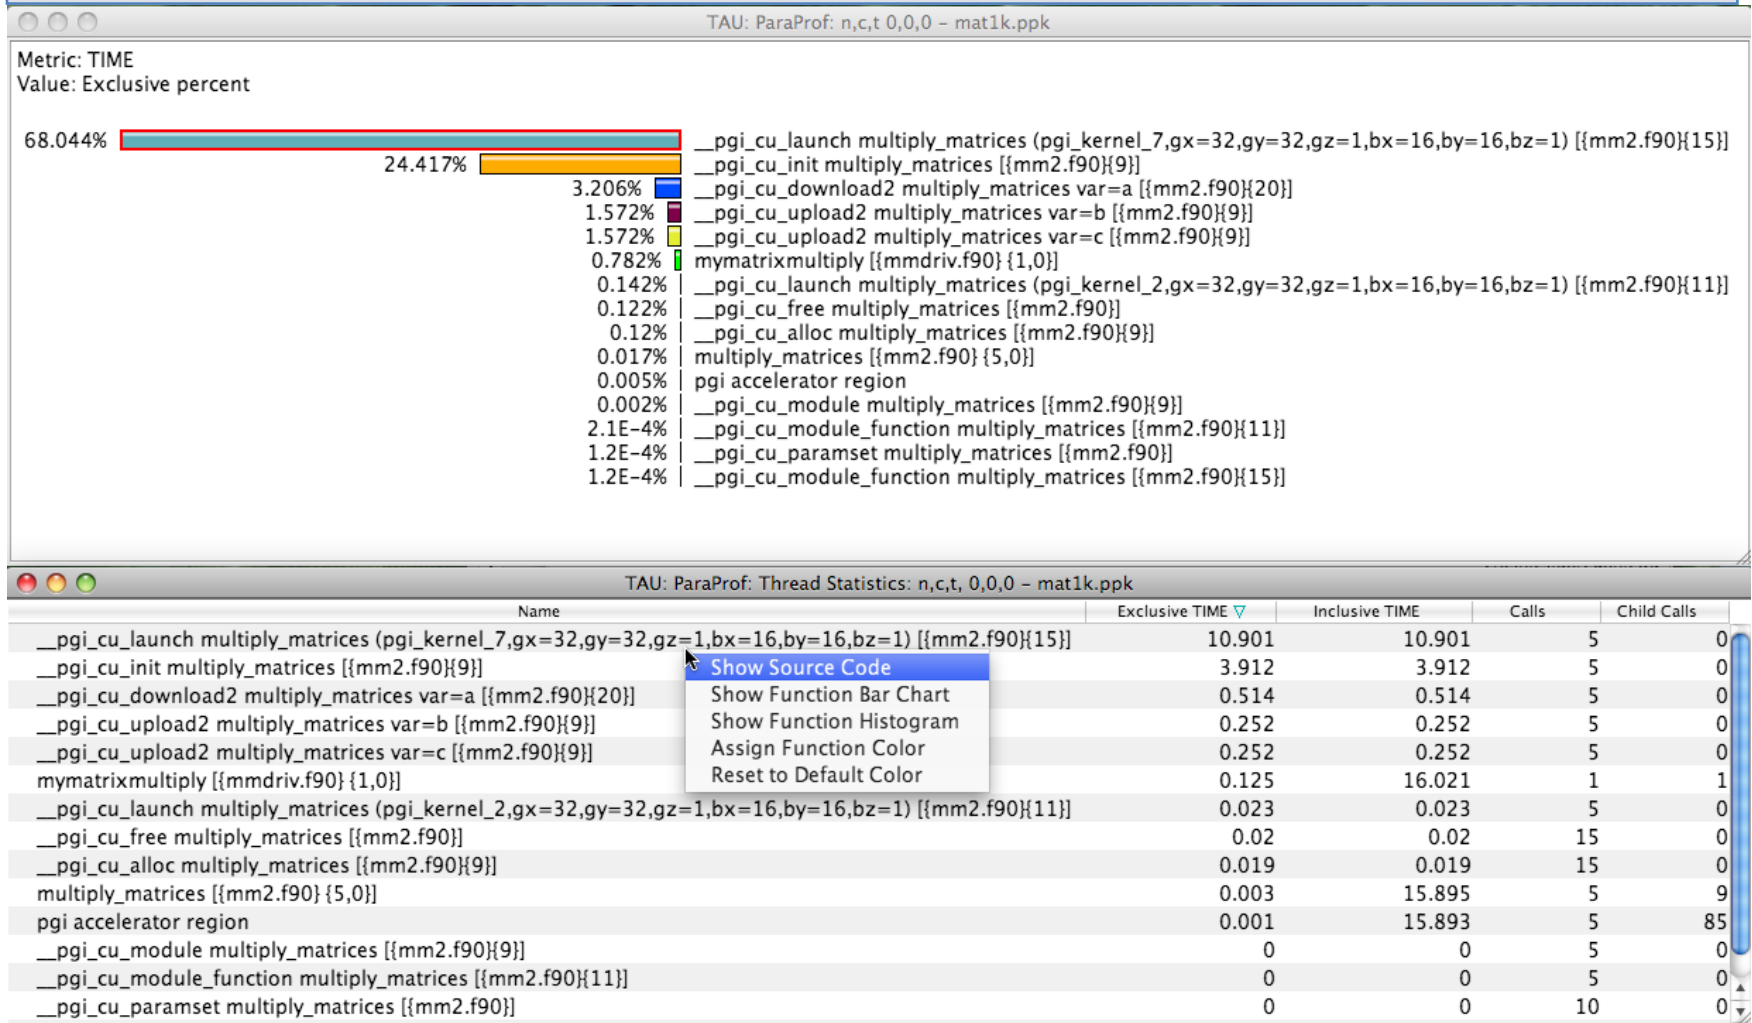 TAU: ParaProf: n,c,t 0,0,0 – mat1k.ppk
Metric: TIME
Value: Exclusive percent
68.044% __pgi_cu_launch multiply_matrices (pgi_kernel_7,gx=32,gy=32,gz=1,bx=16,by=16,bz=1) [{mm2.f90}{15}]
24.417% __pgi_cu_init multiply_matrices [{mm2.f90}{9}]
3.206% __pgi_cu_download2 multiply_matrices var=a [{mm2.f90}{20}]
1.572% __pgi_cu_upload2 multiply_matrices var=b [{mm2.f90}{9}]
1.572% __pgi_cu_upload2 multiply_matrices var=c [{mm2.f90}{9}]
0.782% mymatrixmultiply [{mmdriv.f90} {1,0}]
0.142% __pgi_cu_launch multiply_matrices (pgi_kernel_2,gx=32,gy=32,gz=1,bx=16,by=16,bz=1) [{mm2.f90}{11}]
0.122% __pgi_cu_free multiply_matrices [{mm2.f90}]
0.12% __pgi_cu_alloc multiply_matrices [{mm2.f90}{9}]
0.017% multiply_matrices [{mm2.f90} {5,0}]
0.005% pgi accelerator region
0.002% __pgi_cu_module multiply_matrices [{mm2.f90}{9}]
2.1E-4% __pgi_cu_module_function multiply_matrices [{mm2.f90}{11}]
1.2E-4% __pgi_cu_paramset multiply_matrices [{mm2.f90}]
1.2E-4% __pgi_cu_module_function multiply_matrices [{mm2.f90}{15}]
TAU: ParaProf: Thread Statistics: n,c,t, 0,0,0 – mat1k.ppk
Name Exclusive TIME Inclusive TIME Calls Child Calls
__pgi_cu_launch multiply_matrices (pgi_kernel_7,gx=32,gy=32,gz=1,bx=16,by=16,bz=1) [{mm2.f90}{15}] 10.901 10.901 5 0
__pgi_cu_init multiply_matrices [{mm2.f90}{9}] 3.912 3.912 5 0
__pgi_cu_download2 multiply_matrices var=a [{mm2.f90}{20}] 0.514 0.514 5 0
__pgi_cu_upload2 multiply_matrices var=b [{mm2.f90}{9}] 0.252 0.252 5 0
__pgi_cu_upload2 multiply_matrices var=c [{mm2.f90}{9}] 0.252 0.252 5 0
mymatrixmultiply [{mmdriv.f90} {1,0}] 0.125 16.021 1 1
__pgi_cu_launch multiply_matrices (pgi_kernel_2,gx=32,gy=32,gz=1,bx=16,by=16,bz=1) [{mm2.f90}{11}] 0.023 0.023 5 0
__pgi_cu_free multiply_matrices [{mm2.f90}] 0.02 0.02 15 0
__pgi_cu_alloc multiply_matrices [{mm2.f90}{9}] 0.019 0.019 15 0
multiply_matrices [{mm2.f90} {5,0}] 0.003 15.895 5 9
pgi accelerator region 0.001 15.893 5 85
__pgi_cu_module multiply_matrices [{mm2.f90}{9}] 0 0 5 0
__pgi_cu_module_function multiply_matrices [{mm2.f90}{11}] 0 0 5 0
__pgi_cu_paramset multiply_matrices [{mm2.f90}] 0 0 10 0
Show Source Code
Show Function Bar Chart
Show Function Histogram
Assign Function Color
Reset to Default Color